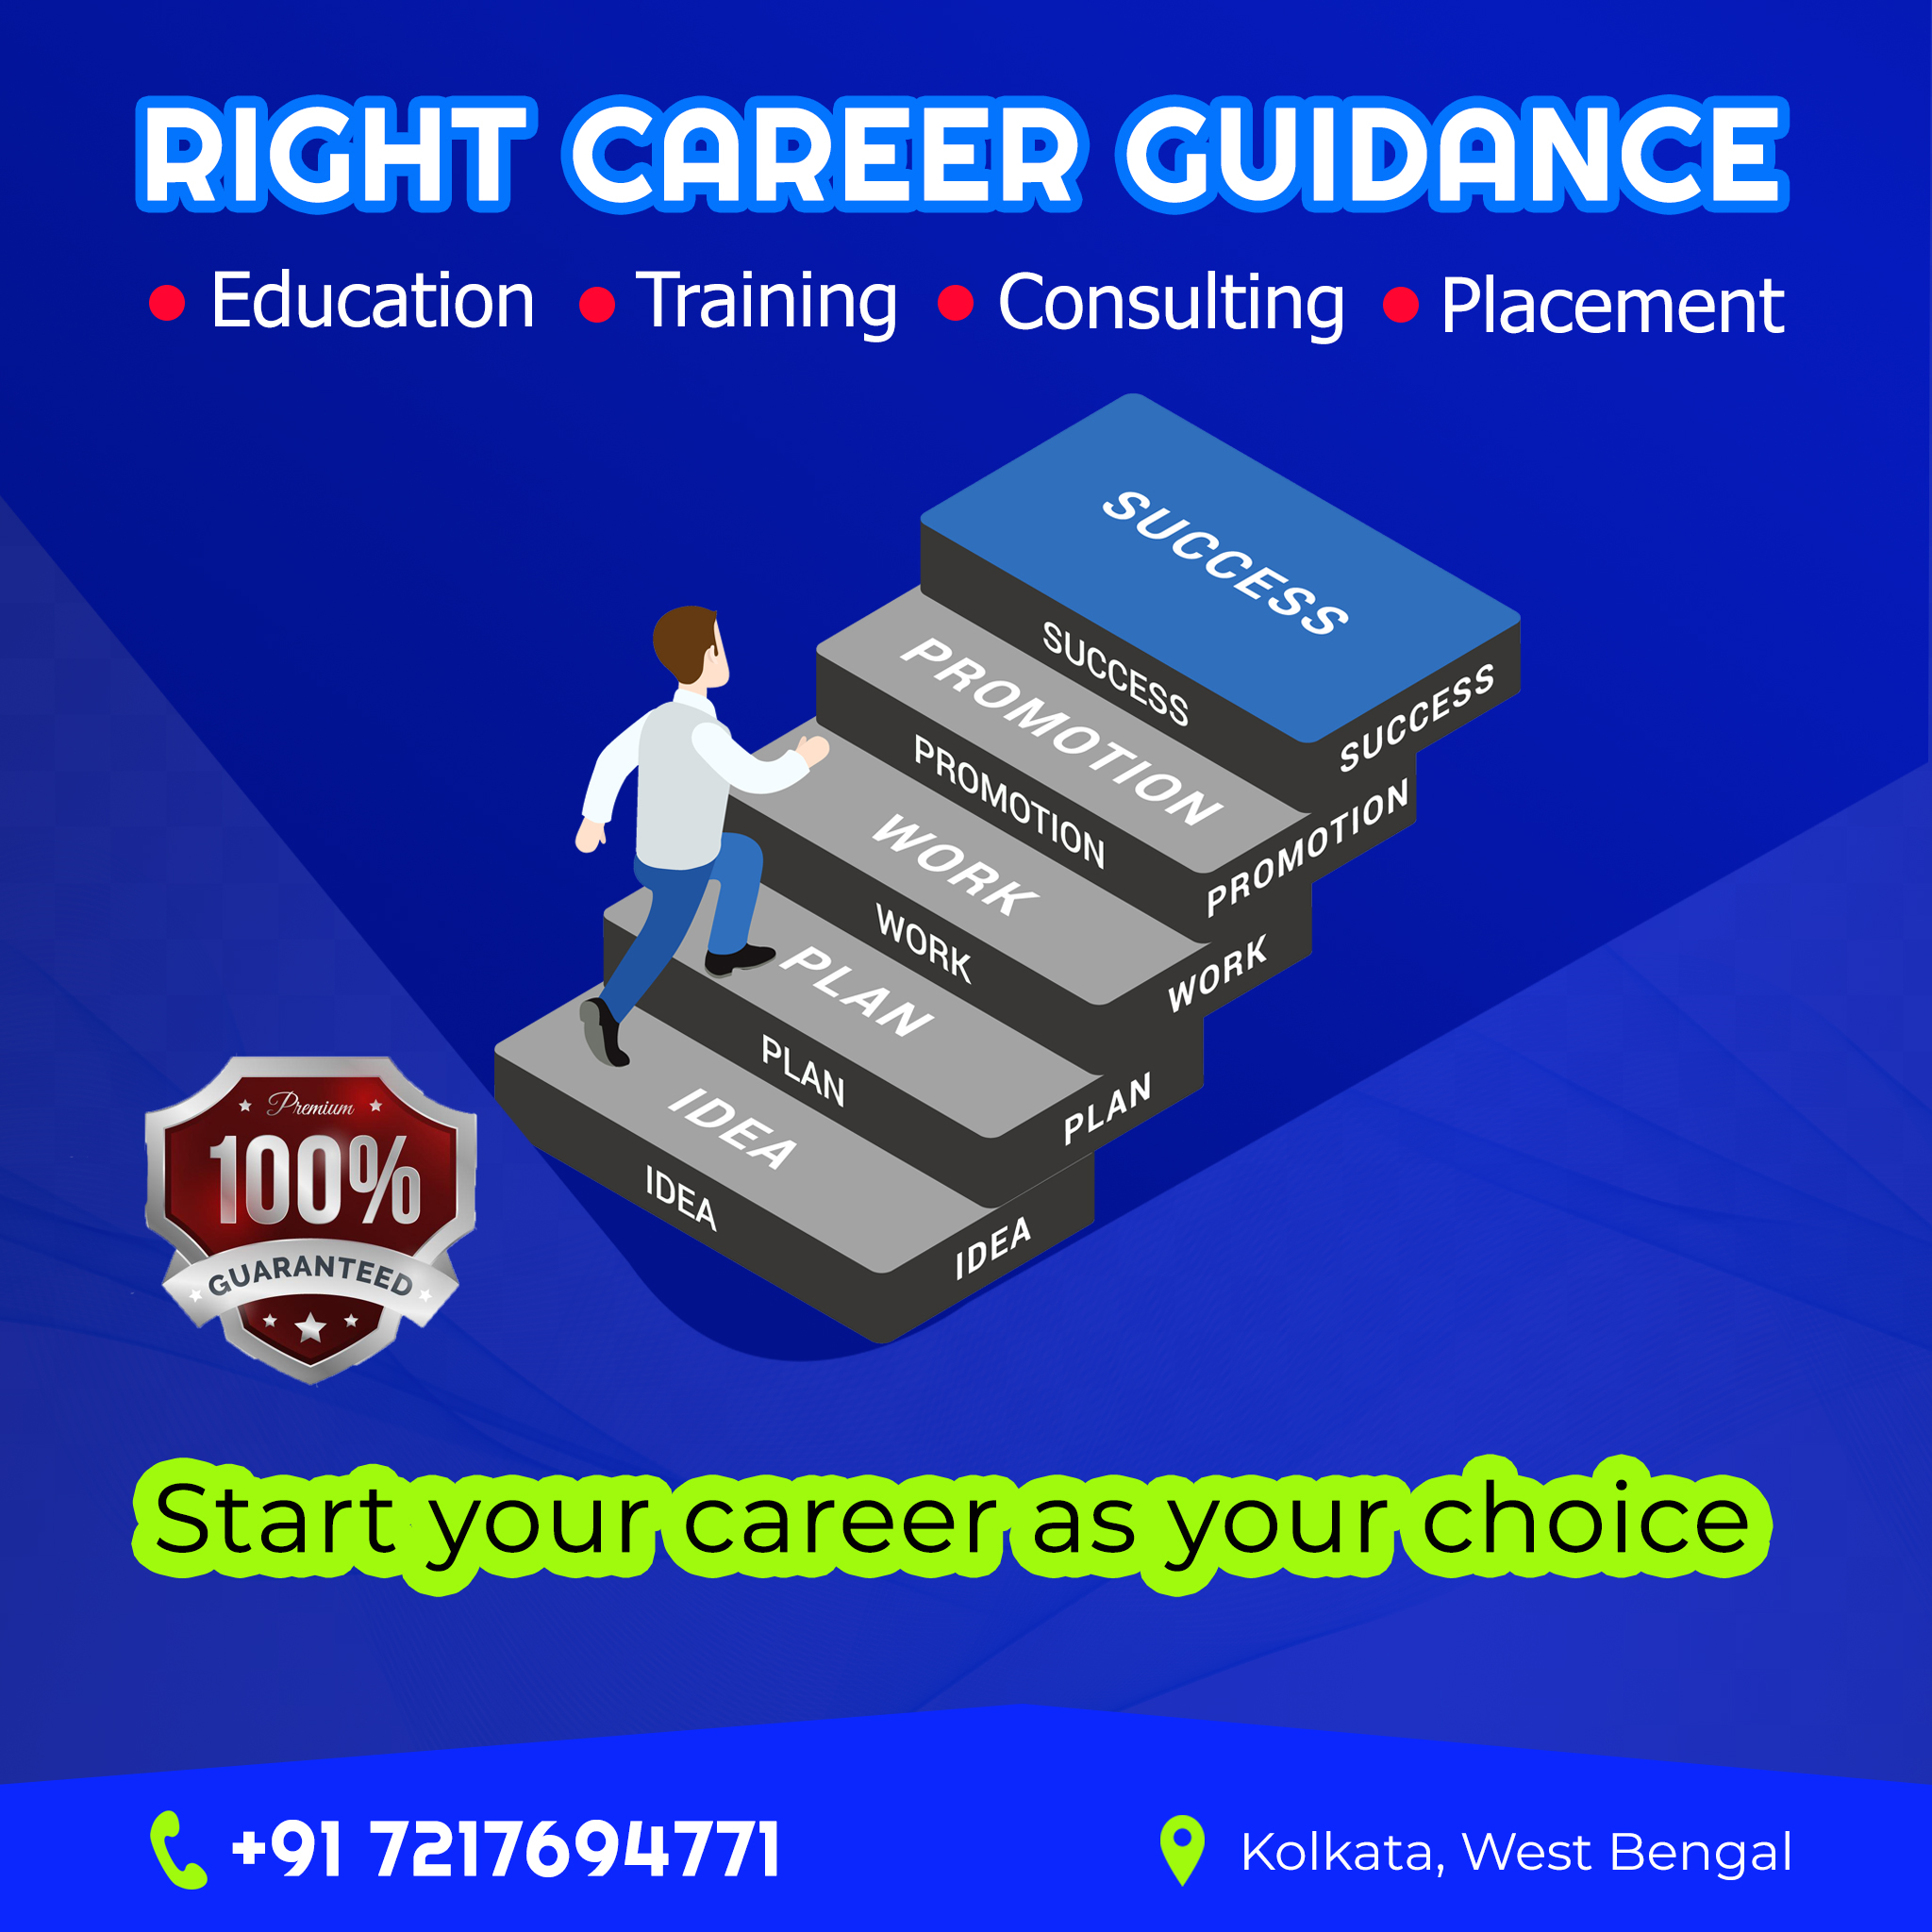 RIGHT CAREER GUIDANCE
• Education • Training • Consulting • Placement
SUCCESS
SUCCESS
SUCCESS
PROMOTION
PROMOTION
PROMOTION
WORK
WORK
WORK
PLAN
PLAN
PLAN
IDEA
IDEA
IDEA
Premium
100%
GUARANTEED
Start your career as your choice
+91 7217694771
Kolkata, West Bengal